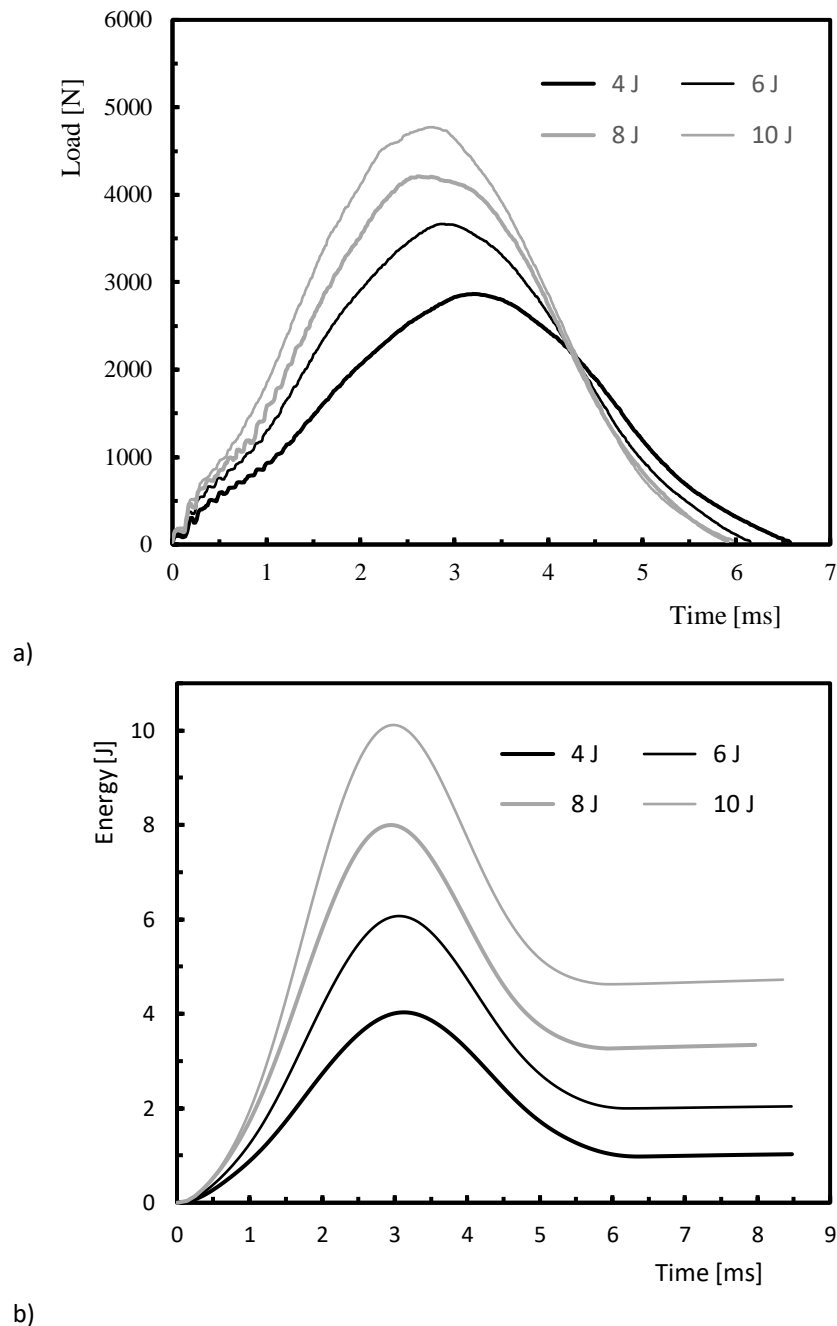 6000
5000
4000
3000
2000
1000
0
Load [N]
4 J 6 J
8 J 10 J
0 1 2 3 4 5 6 7
Time [ms]
a)
10
8
6
4
2
0
Energy [J]
4 J 6 J
8 J 10 J
0 1 2 3 4 5 6 7 8 9
Time [ms]
b)